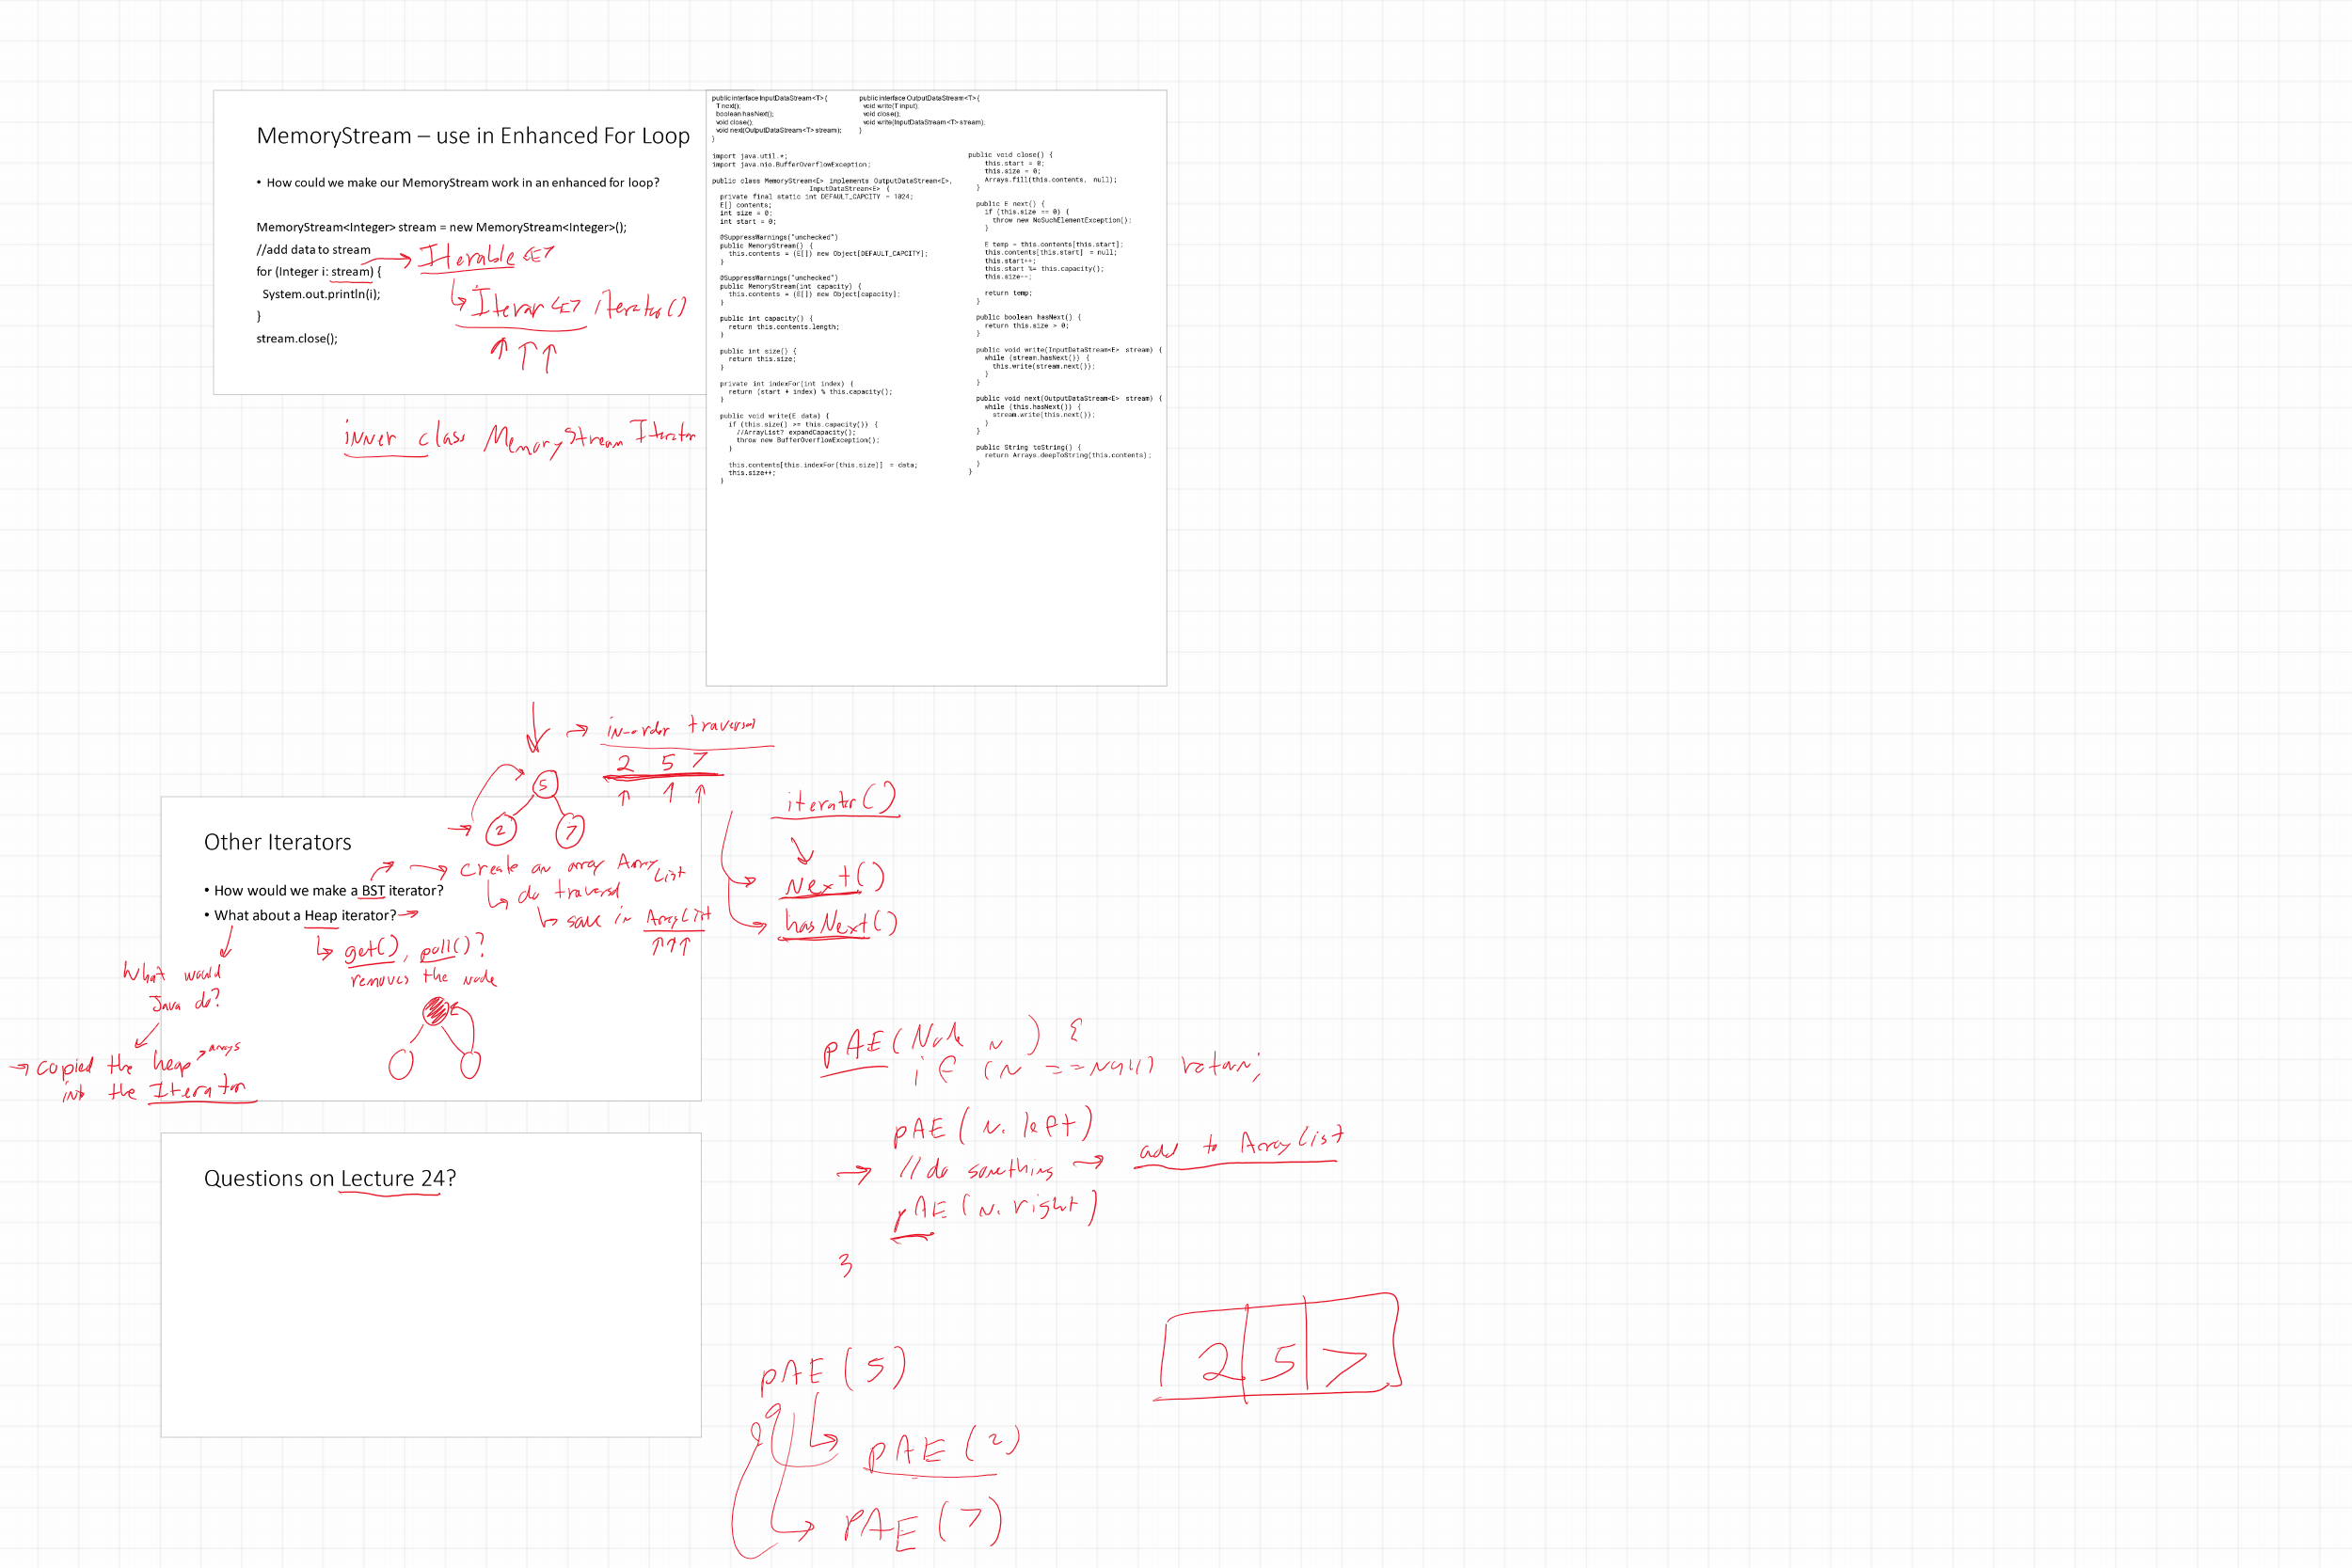 MemoryStream – use in Enhanced For Loop
• How could we make our MemoryStream work in an enhanced for loop?
MemoryStream<Integer> stream = new MemoryStream<Integer>();
//add data to stream
for (Integer i: stream) {
System.out.println(i);
}
stream.close();
→ Iterable <E>
↳ Iterar <E> iterator()
↑ ↑ ↑
inner class MemoryStream Iterator
public interface InputDataStream<T> {
T next();
boolean hasNext();
void close();
void next(OutputDataStream<T> stream);
}
public interface OutputDataStream<T> {
void write(T input);
void close();
void write(InputDataStream<T> stream);
}
import java.util.*;
import java.nio.BufferOverflowException;
public class MemoryStream<E> implements OutputDataStream<E>,
InputDataStream<E> {
private final static int DEFAULT_CAPCITY = 1024;
E[] contents;
int size = 0;
int start = 0;
@SuppressWarnings("unchecked")
public MemoryStream() {
this.contents = (E[]) new Object[DEFAULT_CAPCITY];
}
@SuppressWarnings("unchecked")
public MemoryStream(int capacity) {
this.contents = (E[]) new Object[capacity];
}
public int capacity() {
return this.contents.length;
}
public int size() {
return this.size;
}
private int indexFor(int index) {
return (start + index) % this.capacity();
}
public void write(E data) {
if (this.size() >= this.capacity()) {
//ArrayList? expandCapacity();
throw new BufferOverflowException();
}
this.contents[this.indexFor(this.size)] = data;
this.size++;
}
public void close() {
this.start = 0;
this.size = 0;
Arrays.fill(this.contents, null);
}
public E next() {
if (this.size == 0) {
throw new NoSuchElementException();
}
E temp = this.contents[this.start];
this.contents[this.start] = null;
this.start++;
this.start %= this.capacity();
this.size--;
return temp;
}
public boolean hasNext() {
return this.size > 0;
}
public void write(InputDataStream<E> stream) {
while (stream.hasNext()) {
this.write(stream.next());
}
}
public void next(OutputDataStream<E> stream) {
while (this.hasNext()) {
stream.write(this.next());
}
}
public String toString() {
return Arrays.deepToString(this.contents);
}
}
→ in-order traversal
2 5 7
↑ ↑ ↑
5
2 7
iterator()
next()
hasNext()
Other Iterators
• How would we make a BST iterator?
• What about a Heap iterator?
→ create an array Array
List
↳ do traversal
↳ save in ArrayList
↑↑↑
↳ get(), poll()?
removes the node
What would
Java do?
→ copied the heap → arrays
into the Iterator
Questions on Lecture 24?
pAE(Node n) {
if (n == null) return;
pAE(n.left)
→ //do something → add to ArrayList
pAE(n.right)
}
pAE(5)
pAE(2)
pAE(7)
2 5 7